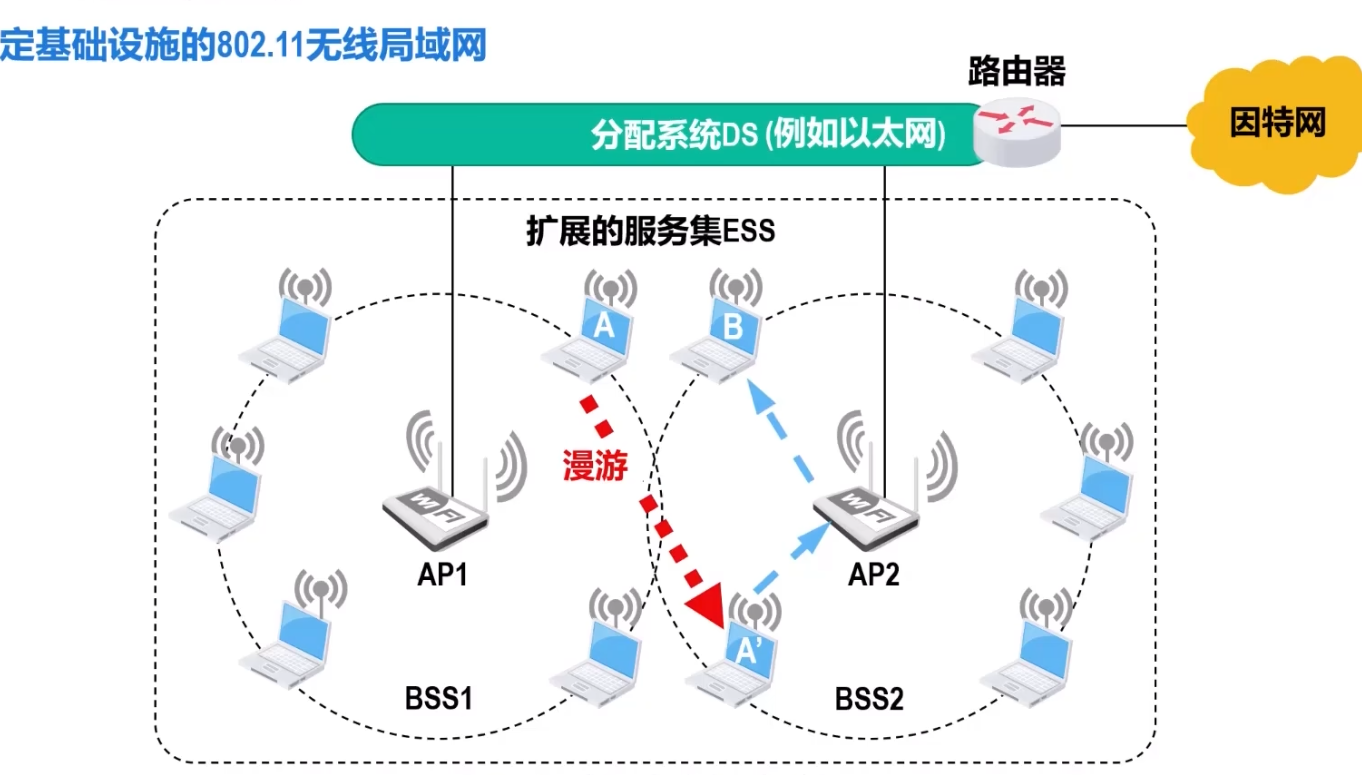 定基础设施的802.11无线局域网
路由器
分配系统DS (例如以太网)
因特网
扩展的服务集ESS
A
B
漫游
WiFi
WiFi
AP1
AP2
A’
BSS1
BSS2